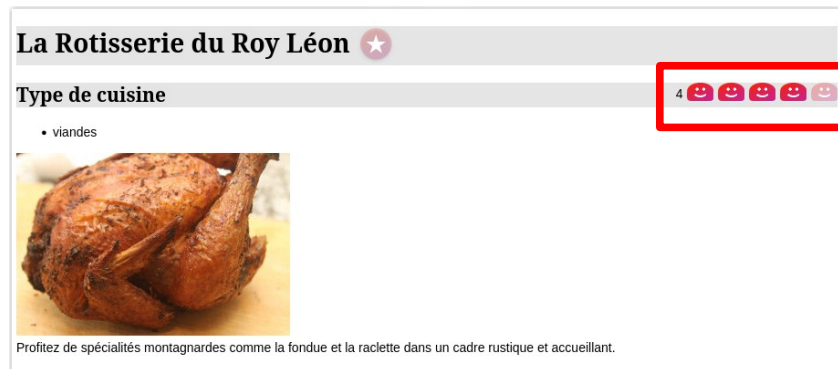 La Rotisserie du Roy Léon
Type de cuisine
4
viandes
Profitez de spécialités montagnardes comme la fondue et la raclette dans un cadre rustique et accueillant.